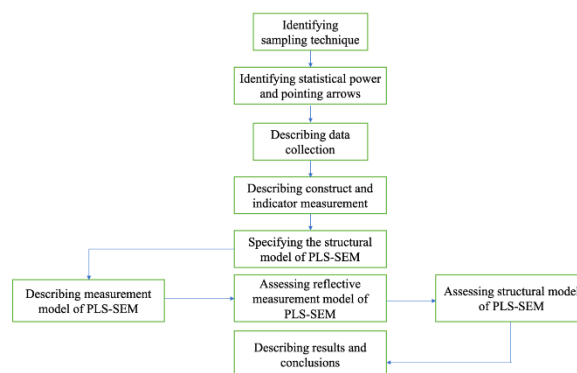 Identifying
sampling technique
Identifying statistical power
and pointing arrows
Describing data
collection
Describing construct and
indicator measurement
Specifying the structural
model of PLS-SEM
Describing measurement
model of PLS-SEM
Assessing reflective
measurement model of
PLS-SEM
Assessing structural model
of PLS-SEM
Describing results and
conclusions